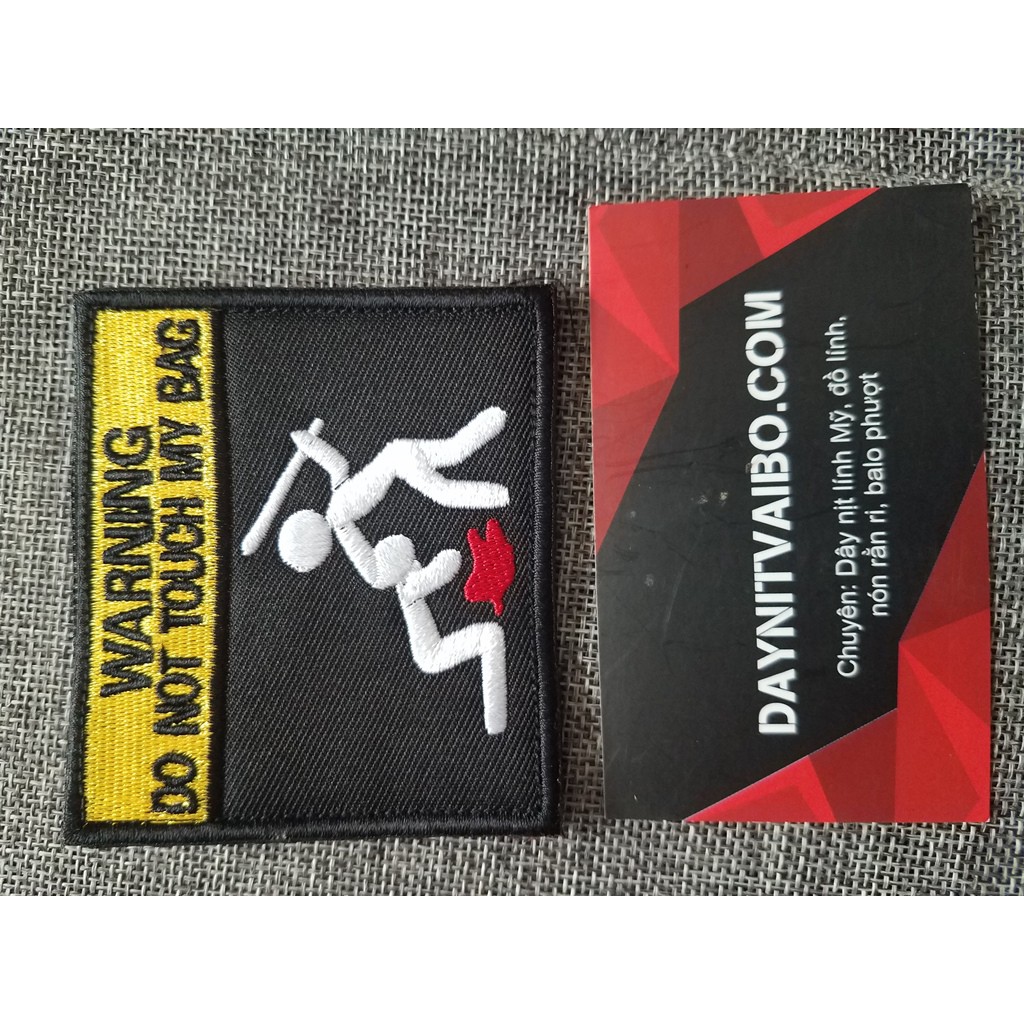 WARNING
DO NOT TOUCH MY BAG
DAYNITVAIBO.COM
Chuyên: Dây nịt lính Mỹ, đồ lính,
nón rằn ri, balo phượt